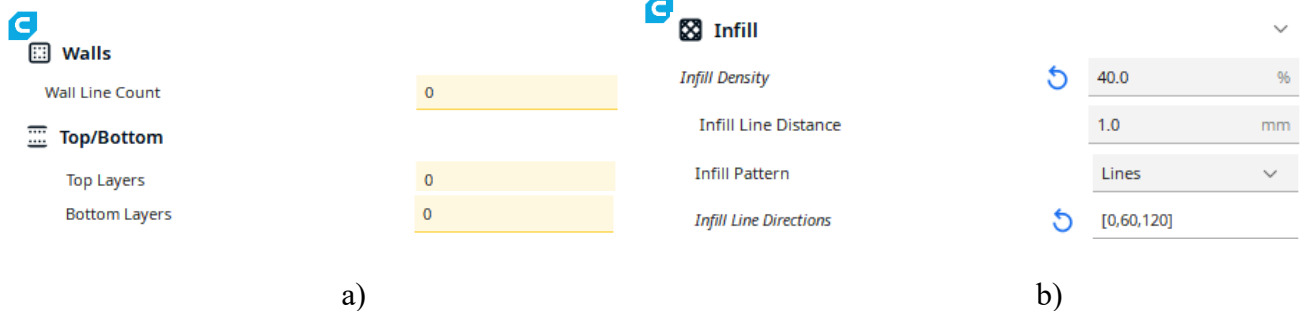 Walls
Wall Line Count 0
Top/Bottom
Top Layers 0
Bottom Layers 0
a)
Infill
Infill Density 40.0 %
Infill Line Distance 1.0 mm
Infill Pattern Lines
Infill Line Directions [0,60,120]
b)